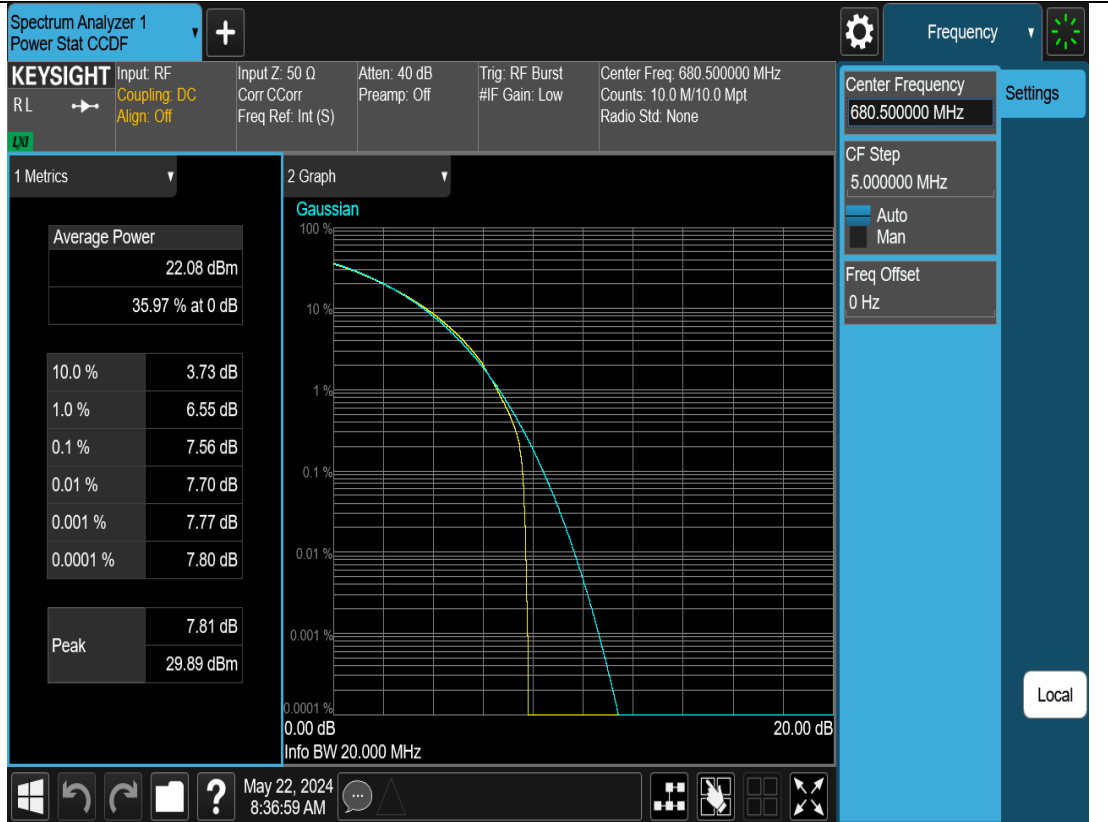 Spectrum Analyzer 1
Power Stat CCDF
+
Frequency
KEYSIGHT
RL
LXI
Input: RF
Coupling: DC
Align: Off
Input Z: 50 Ω
Corr CCorr
Freq Ref: Int (S)
Atten: 40 dB
Preamp: Off
Trig: RF Burst
#IF Gain: Low
Center Freq: 680.500000 MHz
Counts: 10.0 M/10.0 Mpt
Radio Std: None
Center Frequency
680.500000 MHz
Settings
CF Step
5.000000 MHz
Auto
Man
Freq Offset
0 Hz
Local
1 Metrics
Average Power
22.08 dBm
35.97 % at 0 dB
10.0 % 3.73 dB
1.0 % 6.55 dB
0.1 % 7.56 dB
0.01 % 7.70 dB
0.001 % 7.77 dB
0.0001 % 7.80 dB
Peak
7.81 dB
29.89 dBm
2 Graph
Gaussian
100 %
10 %
1 %
0.1 %
0.01 %
0.001 %
0.0001 %
0.00 dB 20.00 dB
Info BW 20.000 MHz
?
May 22, 2024
8:36:59 AM